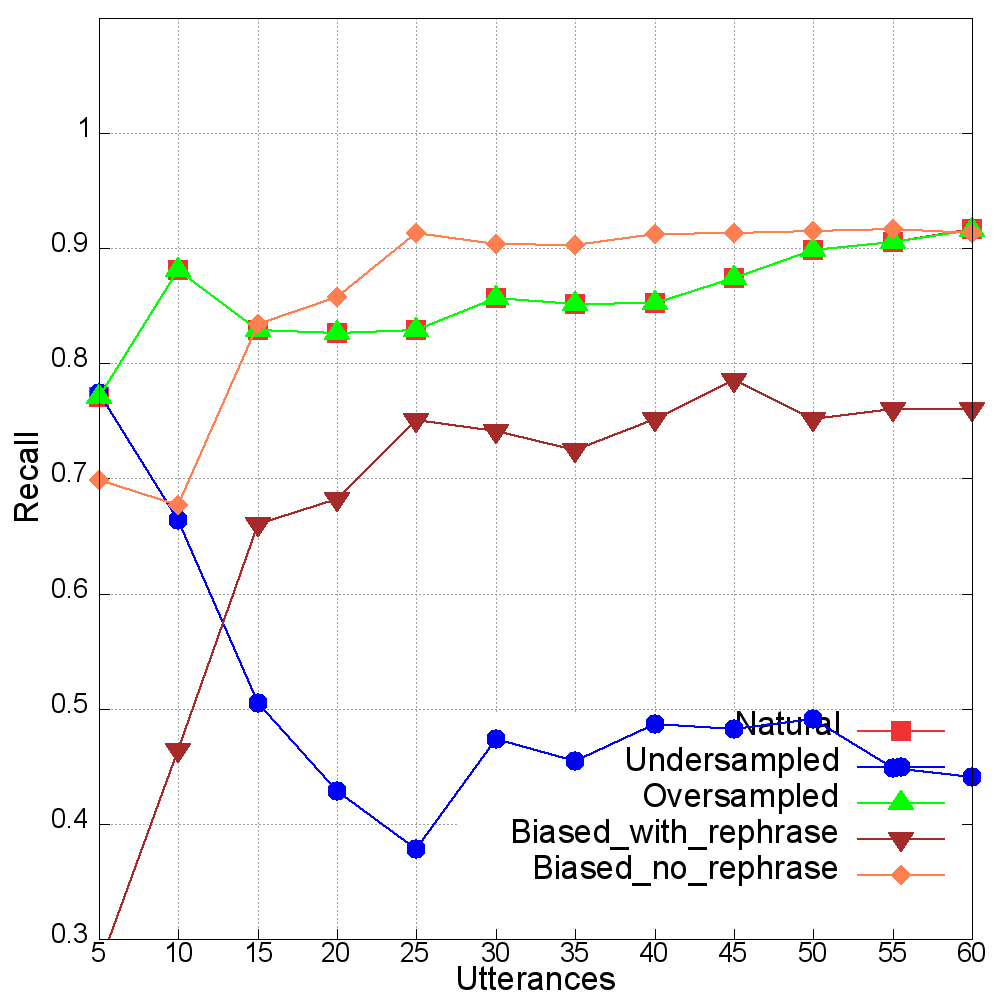 1
0.9
0.8
0.7
0.6
0.5
0.4
0.3
Recall
Natural
Undersampled
Oversampled
Biased_with_rephrase
Biased_no_rephrase
5 10 15 20 25 30 35 40 45 50 55 60
Utterances